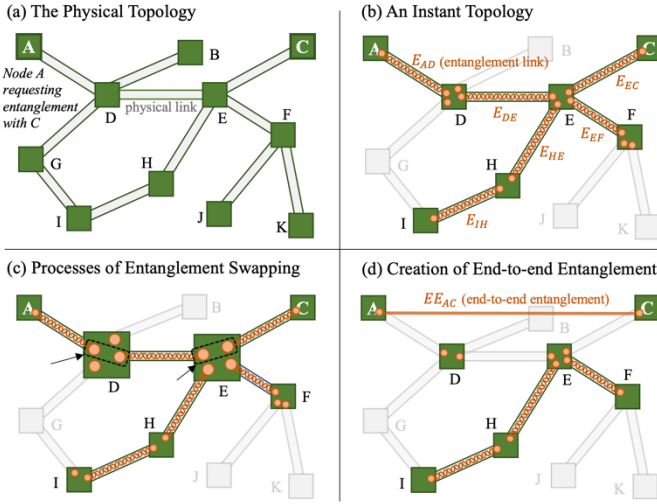 (a) The Physical Topology
A
B
C
Node A
requesting
entanglement
with C
physical link
D
E
F
G
H
I
J
K
(b) An Instant Topology
A
B
C
E_AD (entanglement link)
E_EC
D
E_DE
E
F
G
H
E_HE
E_EF
I
E_IH
J
K
(c) Processes of Entanglement Swapping
A
B
C
D
E
F
G
H
I
J
K
(d) Creation of End-to-end Entanglement
A
EE_AC (end-to-end entanglement)
C
B
D
E
F
G
H
I
J
K